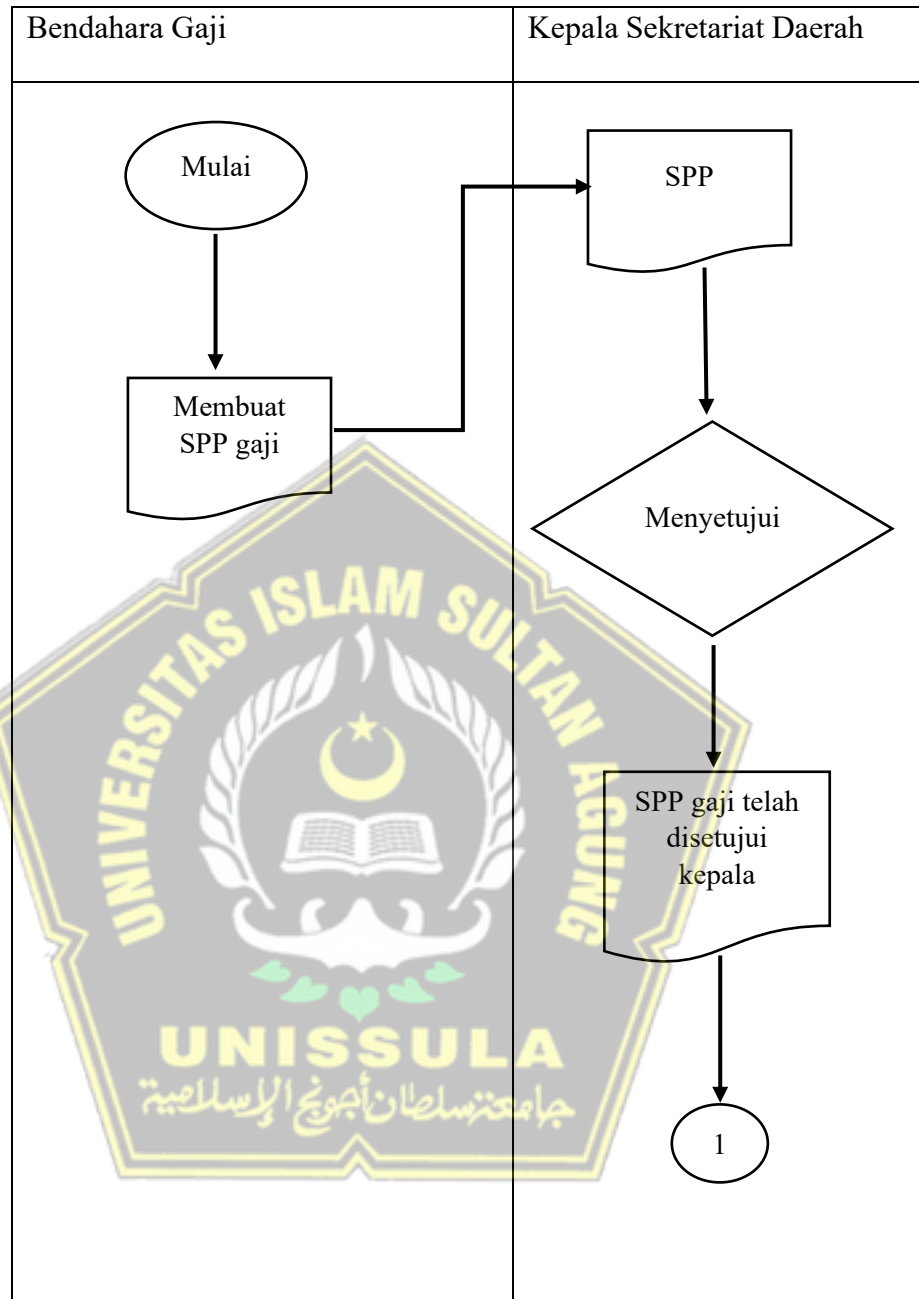 Bendahara Gaji
Kepala Sekretariat Daerah
Mulai
SPP
Membuat
SPP gaji
Menyetujui
SPP gaji telah
disetujui
kepala
1
UNIVERSITAS ISLAM SULTAN AGUNG
UNISSULA
جامعة سلطان أجونج الإسلامية